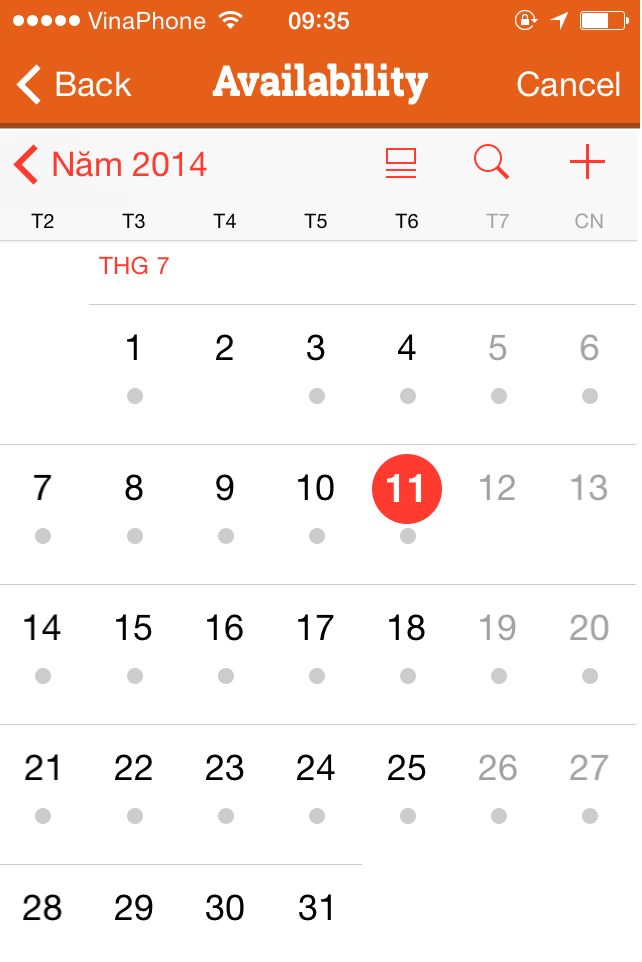 VinaPhone 09:35
Back Availability Cancel
Năm 2014
T2 T3 T4 T5 T6 T7 CN
THG 7
1 2 3 4 5 6
7 8 9 10 11 12 13
14 15 16 17 18 19 20
21 22 23 24 25 26 27
28 29 30 31